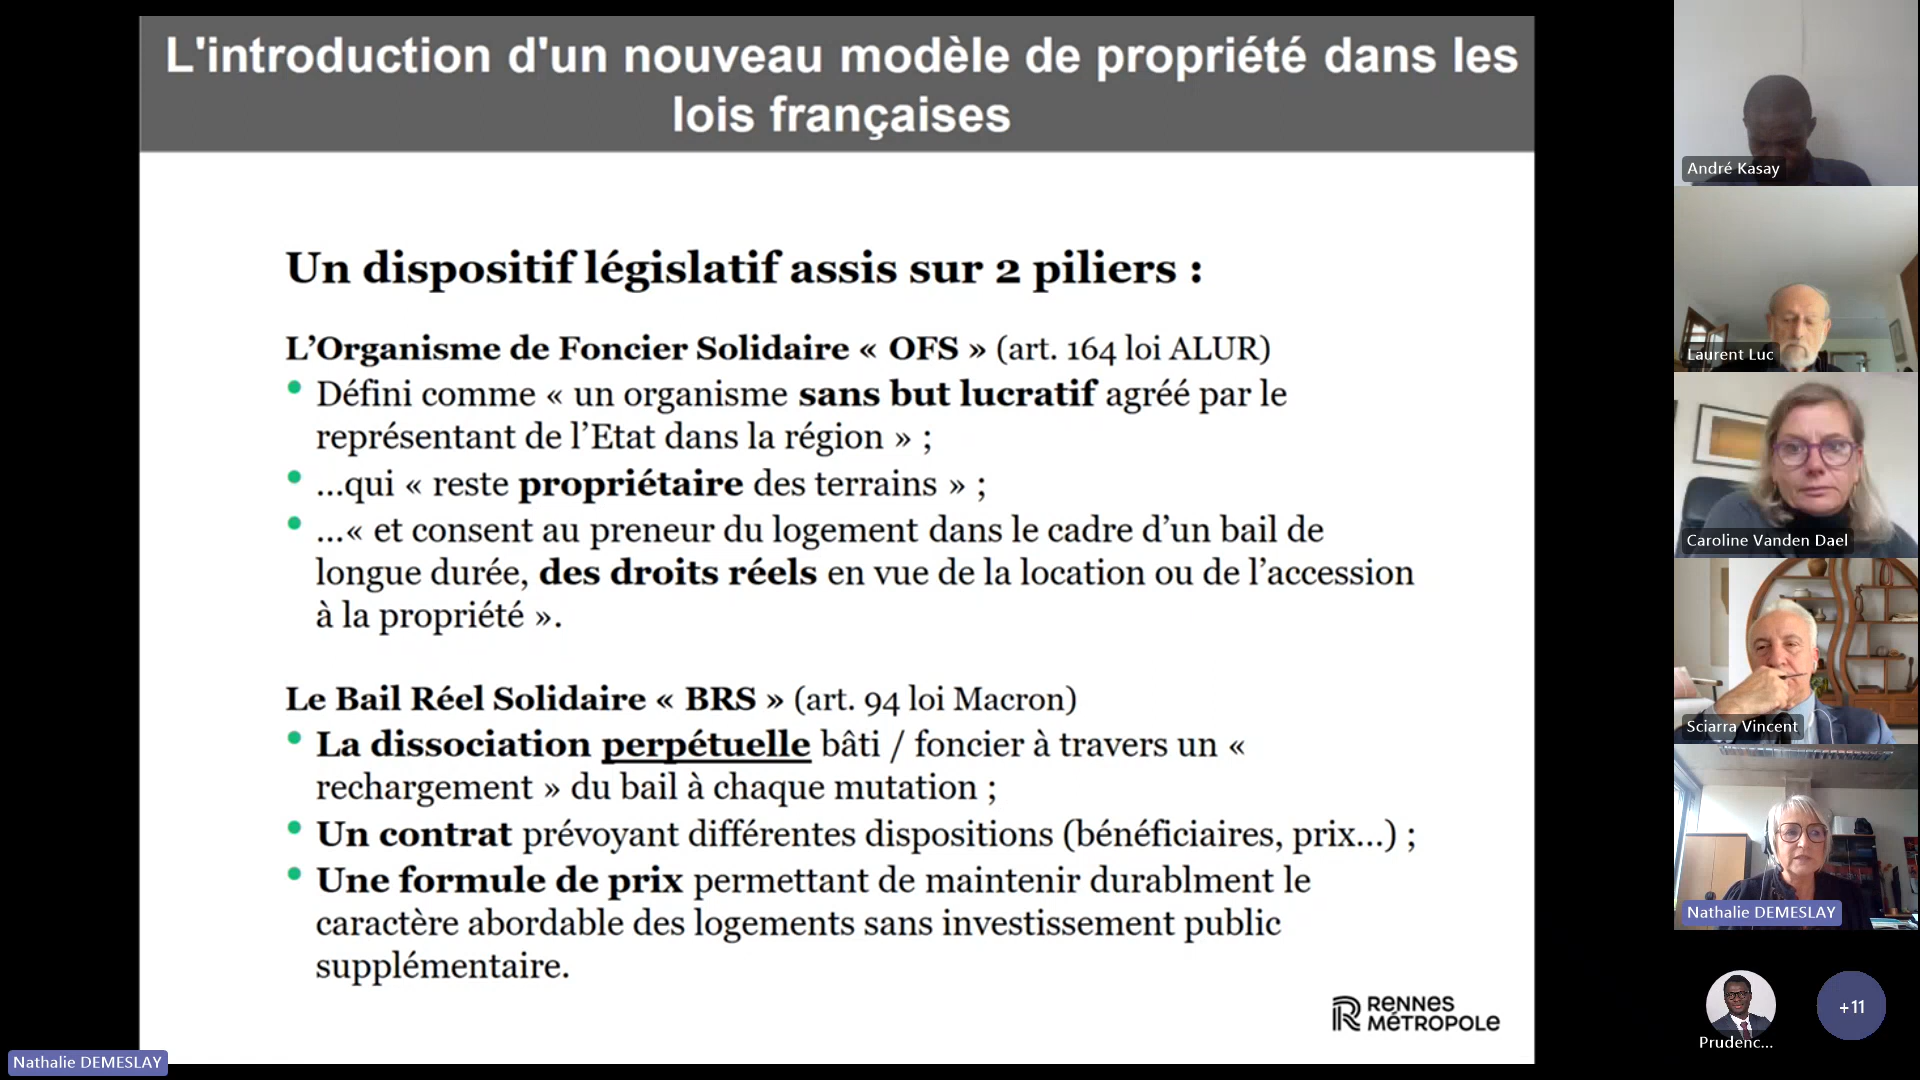 L'introduction d'un nouveau modèle de propriété dans les
lois françaises
Un dispositif législatif assis sur 2 piliers :
L'Organisme de Foncier Solidaire « OFS » (art. 164 loi ALUR)
• Défini comme « un organisme sans but lucratif agréé par le
représentant de l'Etat dans la région » ;
• ...qui « reste propriétaire des terrains » ;
• ...« et consent au preneur du logement dans le cadre d'un bail de
longue durée, des droits réels en vue de la location ou de l'accession
à la propriété ».
Le Bail Réel Solidaire « BRS » (art. 94 loi Macron)
• La dissociation perpétuelle bâti / foncier à travers un «
rechargement » du bail à chaque mutation ;
• Un contrat prévoyant différentes dispositions (bénéficiaires, prix...) ;
• Une formule de prix permettant de maintenir durablment le
caractère abordable des logements sans investissement public
supplémentaire.
RENNES
MÉTROPOLE
Nathalie DEMESLAY
André Kasay
Laurent Luc
Caroline Vanden Dael
Sciarra Vincent
Nathalie DEMESLAY
Prudenc...
+11